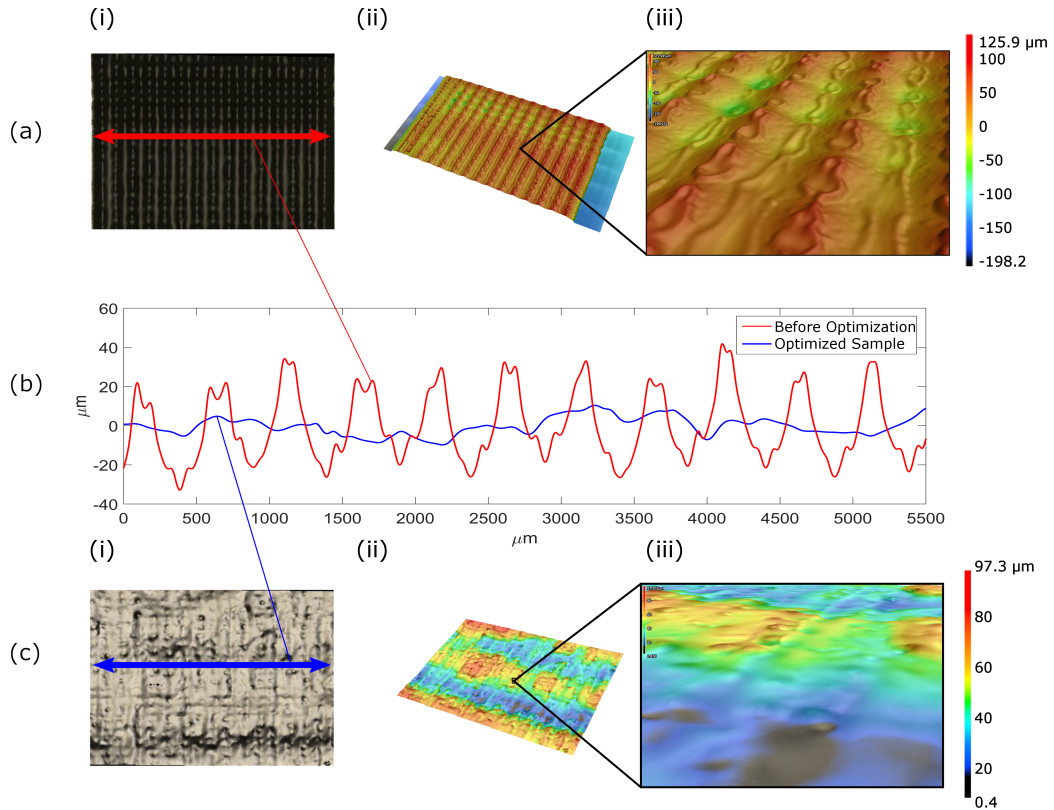 (i)
(ii)
(iii)
(a)
125.9 μm
100
50
0
-50
-100
-150
-198.2
(b)
60
40
20
0
-20
-40
μm
Before Optimization
Optimized Sample
0
500
1000
1500
2000
2500
3000
3500
4000
4500
5000
5500
μm
(i)
(ii)
(iii)
(c)
97.3 μm
80
60
40
20
0.4